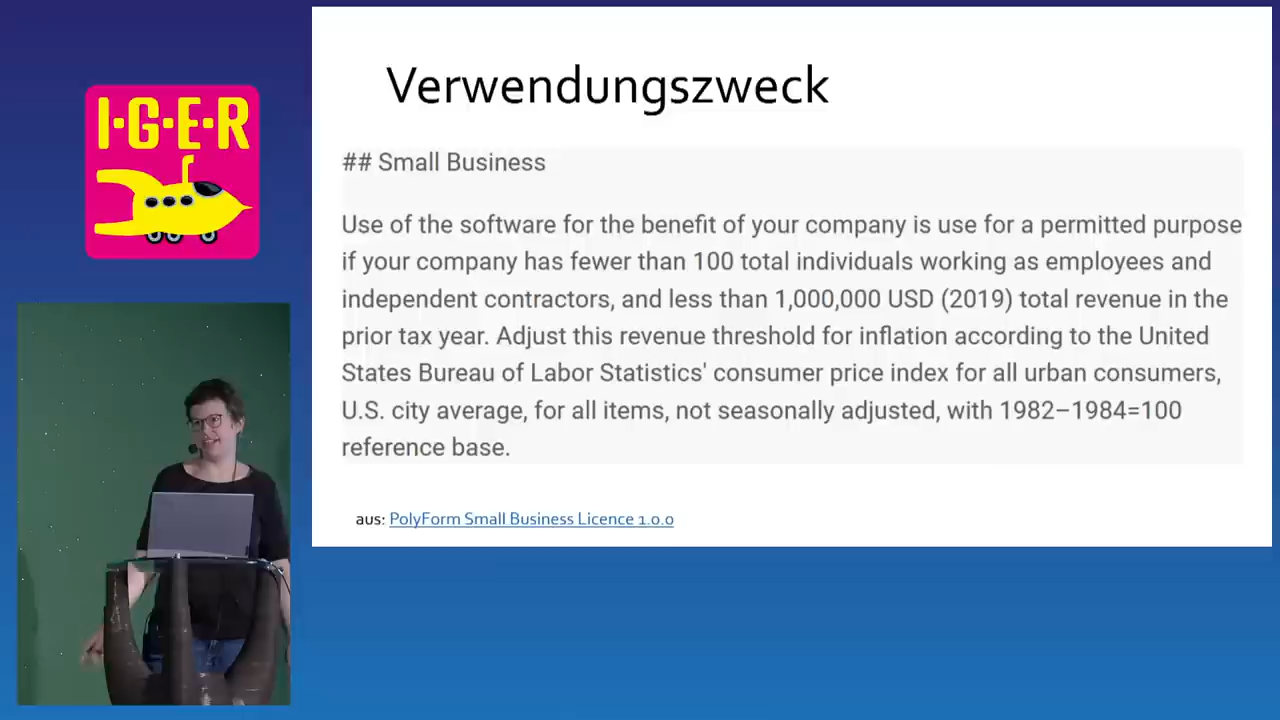 I·G·E·R
Verwendungszweck
## Small Business
Use of the software for the benefit of your company is use for a permitted purpose
if your company has fewer than 100 total individuals working as employees and
independent contractors, and less than 1,000,000 USD (2019) total revenue in the
prior tax year. Adjust this revenue threshold for inflation according to the United
States Bureau of Labor Statistics' consumer price index for all urban consumers,
U.S. city average, for all items, not seasonally adjusted, with 1982–1984=100
reference base.
aus: PolyForm Small Business Licence 1.0.0